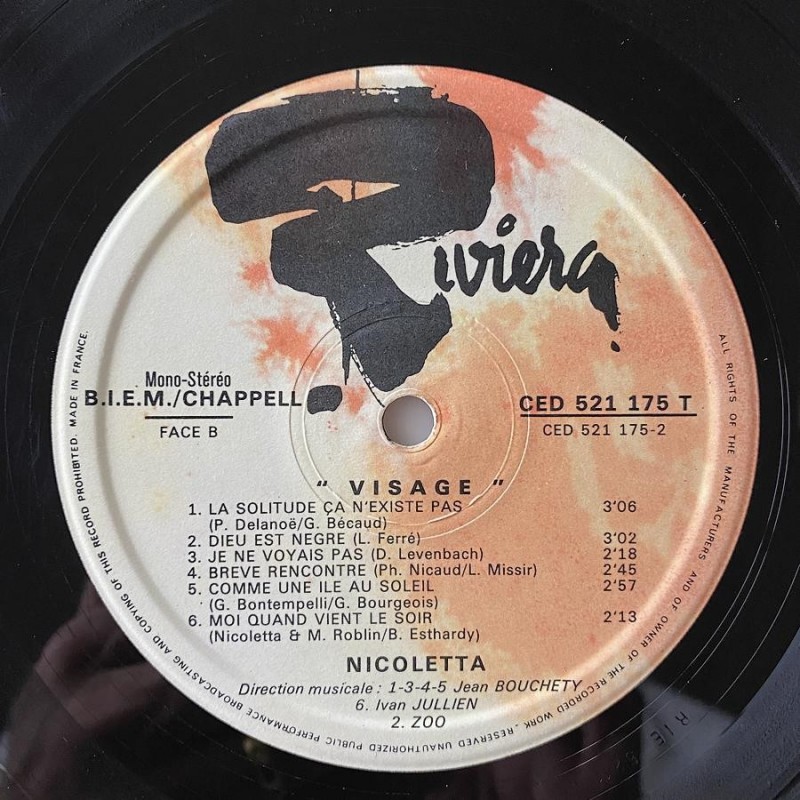 Riviera
Mono-Stéréo
B.I.E.M./CHAPPELL
FACE B
CED 521 175 T
CED 521 175-2
" VISAGE "
1. LA SOLITUDE ÇA N'EXISTE PAS 3'06
(P. Delanoë/G. Bécaud)
2. DIEU EST NEGRE (L. Ferré) 3'02
3. JE NE VOYAIS PAS (D. Levenbach) 2'18
4. BREVE RENCONTRE (Ph. Nicaud/L. Missir) 2'45
5. COMME UNE ILE AU SOLEIL 2'57
(G. Bontempelli/G. Bourgeois)
6. MOI QUAND VIENT LE SOIR 2'13
(Nicoletta & M. Roblin/B. Esthardy)
NICOLETTA
Direction musicale : 1-3-4-5 Jean BOUCHETY
6. Ivan JULLIEN
2. ZOO
ALL RIGHTS OF THE MANUFACTURERS AND OF OWNER OF THE RECORDED WORK_RESERVED UNAUTHORIZED PUBLIC PERFORMANCE BROADCASTING AND COPYING OF THIS RECORD PROHIBITED. MADE IN FRANCE.